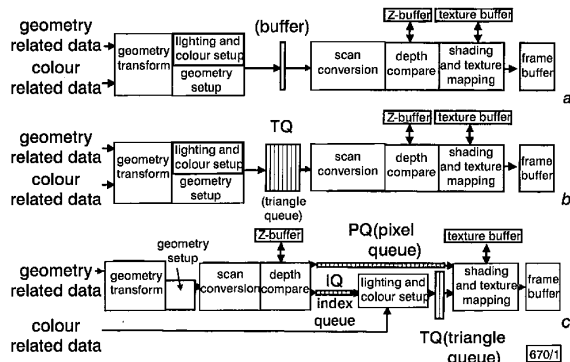 geometry
related data
colour
related data
geometry
transform
lighting and
colour setup
geometry
setup
(buffer)
scan
conversion
Z-buffer
depth
compare
texture buffer
shading
and texture
mapping
frame
buffer
a
geometry
related data
colour
related data
geometry
transform
lighting and
colour setup
geometry
setup
TQ
(triangle
queue)
scan
conversion
Z-buffer
depth
compare
texture buffer
shading
and texture
mapping
frame
buffer
b
geometry
related data
colour
related data
geometry
transform
geometry
setup
scan
conversion
Z-buffer
depth
compare
PQ(pixel
queue)
IQ
index
queue
lighting and
colour setup
TQ(triangle
queue)
texture buffer
shading
and texture
mapping
frame
buffer
c
670/1